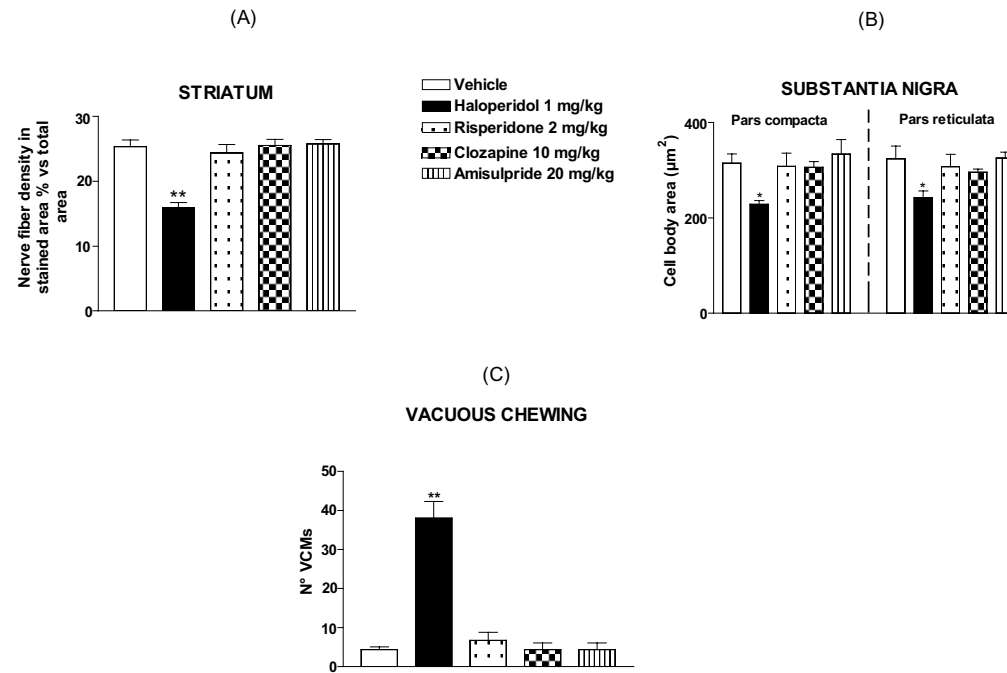 (A)
STRIATUM
Nerve fiber density in
stained area % vs total
area
30
20
10
0
**
Vehicle
Haloperidol 1 mg/kg
Risperidone 2 mg/kg
Clozapine 10 mg/kg
Amisulpride 20 mg/kg
(B)
SUBSTANTIA NIGRA
Pars compacta
Pars reticulata
Cell body area (µm²)
400
200
0
*
*
(C)
VACUOUS CHEWING
N° VCMs
50
40
30
20
10
0
**